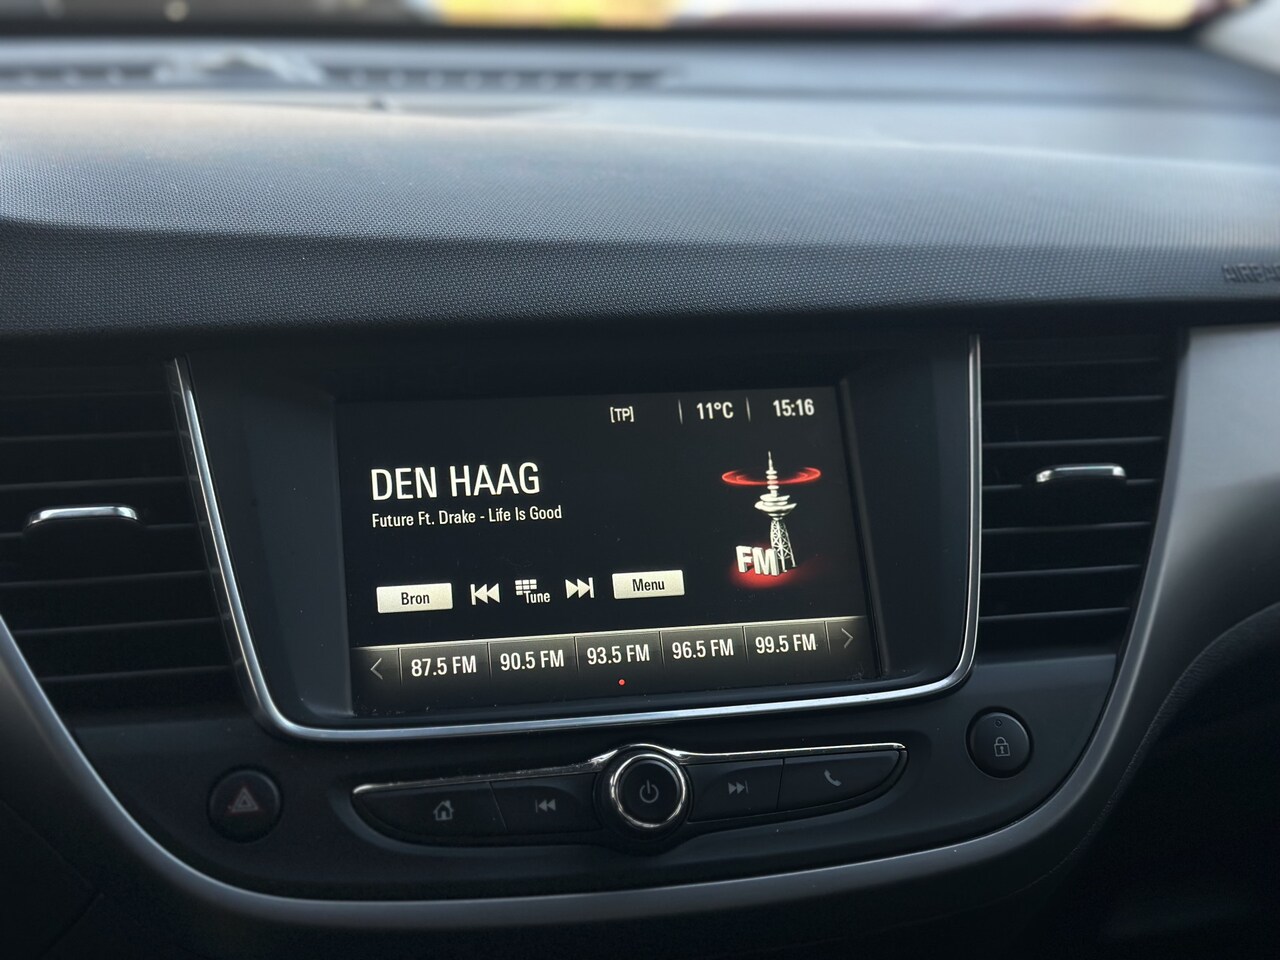 [TP] | 11°C | 15:16
DEN HAAG
Future Ft. Drake - Life Is Good
FM
Bron Tune Menu
87.5 FM 90.5 FM 93.5 FM 96.5 FM 99.5 FM